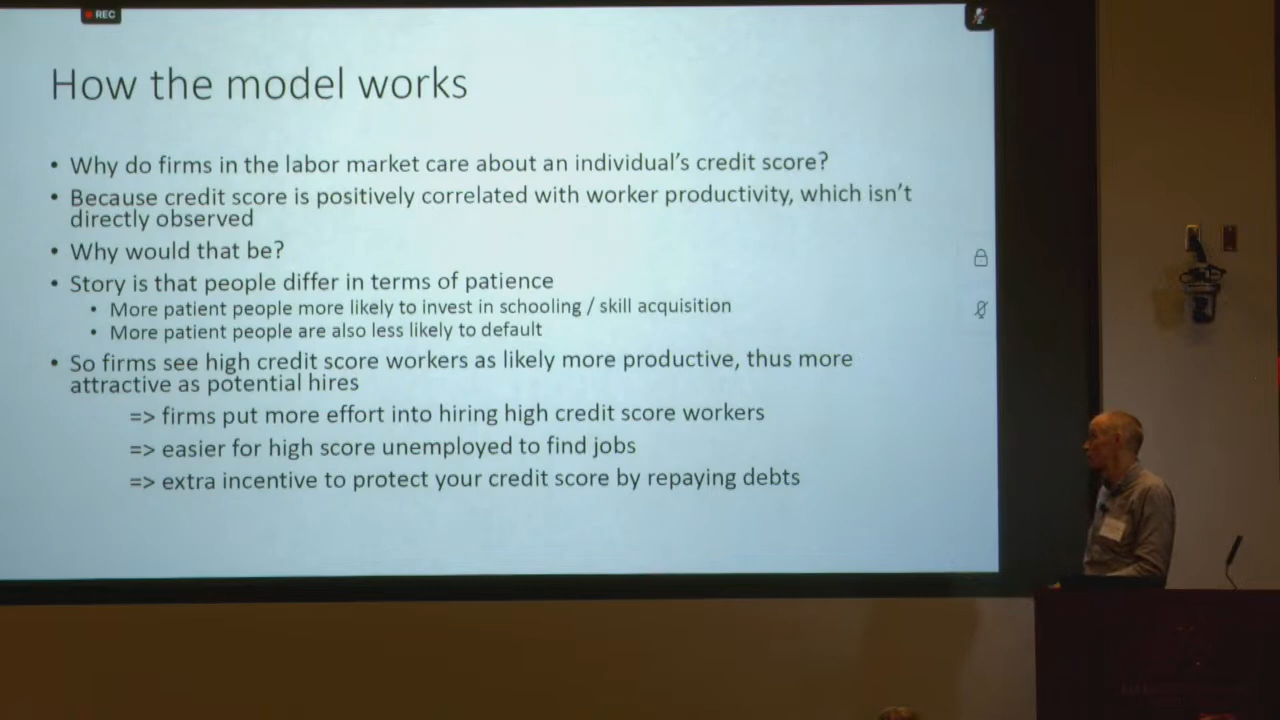 REC
How the model works
• Why do firms in the labor market care about an individual's credit score?
• Because credit score is positively correlated with worker productivity, which isn't
directly observed
• Why would that be?
• Story is that people differ in terms of patience
• More patient people more likely to invest in schooling / skill acquisition
• More patient people are also less likely to default
• So firms see high credit score workers as likely more productive, thus more
attractive as potential hires
=> firms put more effort into hiring high credit score workers
=> easier for high score unemployed to find jobs
=> extra incentive to protect your credit score by repaying debts